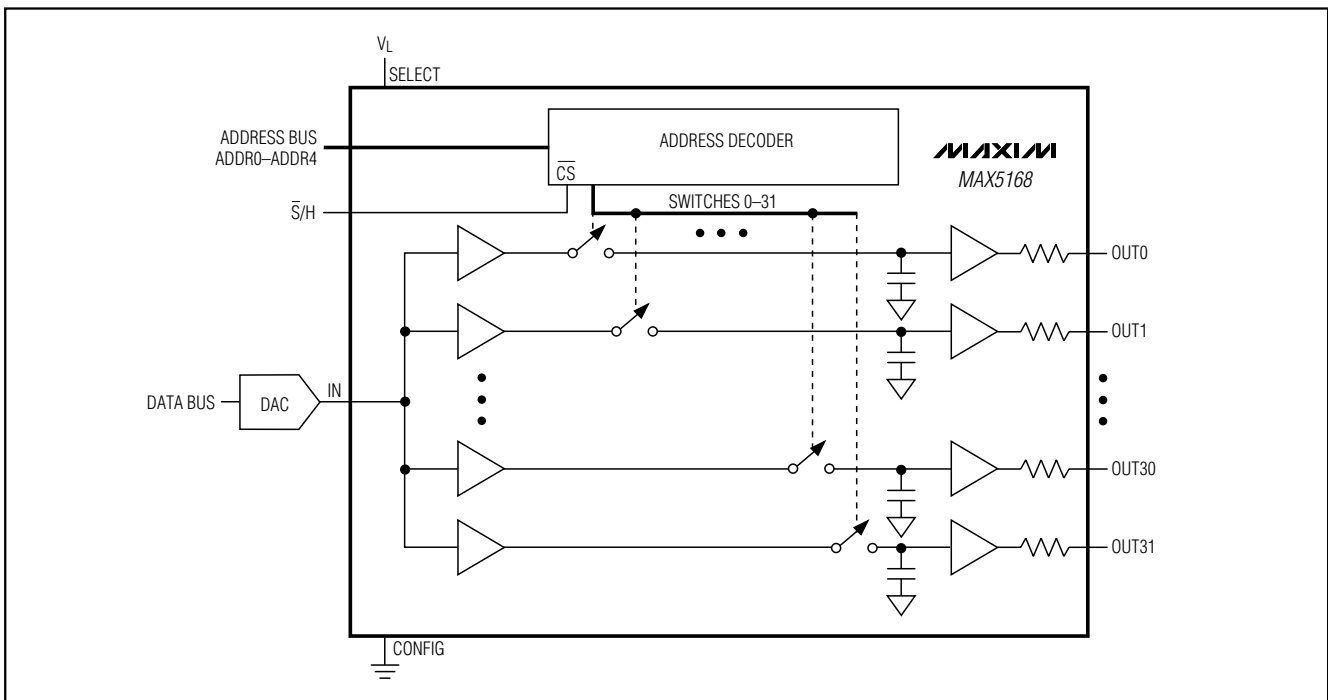 VL
SELECT
ADDRESS BUS
ADDR0–ADDR4
ADDRESS DECODER
CS
MAXIM
MAX5168
S/H
SWITCHES 0–31
OUT0
OUT1
DATA BUS
DAC
IN
OUT30
OUT31
CONFIG